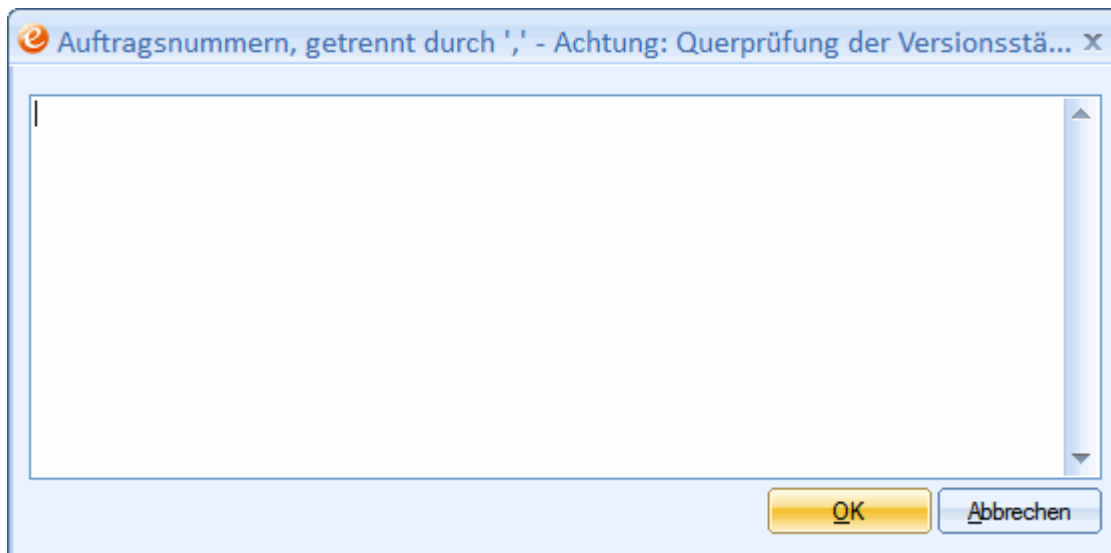 Auftragsnummern, getrennt durch ',' - Achtung: Querprüfung der Versionsstä...
OK
Abbrechen